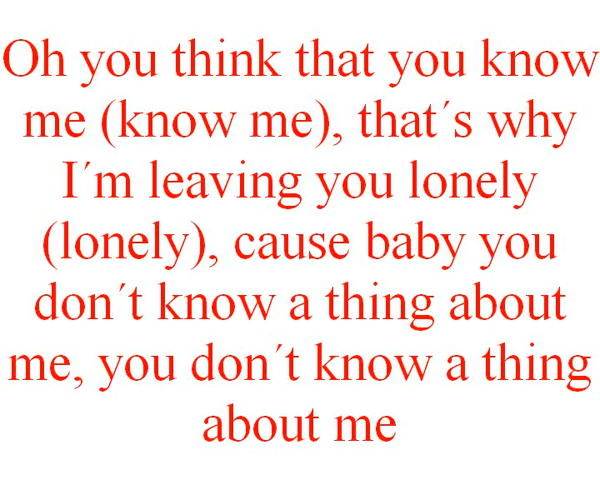 Oh you think that you know
me (know me), that´s why
I´m leaving you lonely
(lonely), cause baby you
don´t know a thing about
me, you don´t know a thing
about me